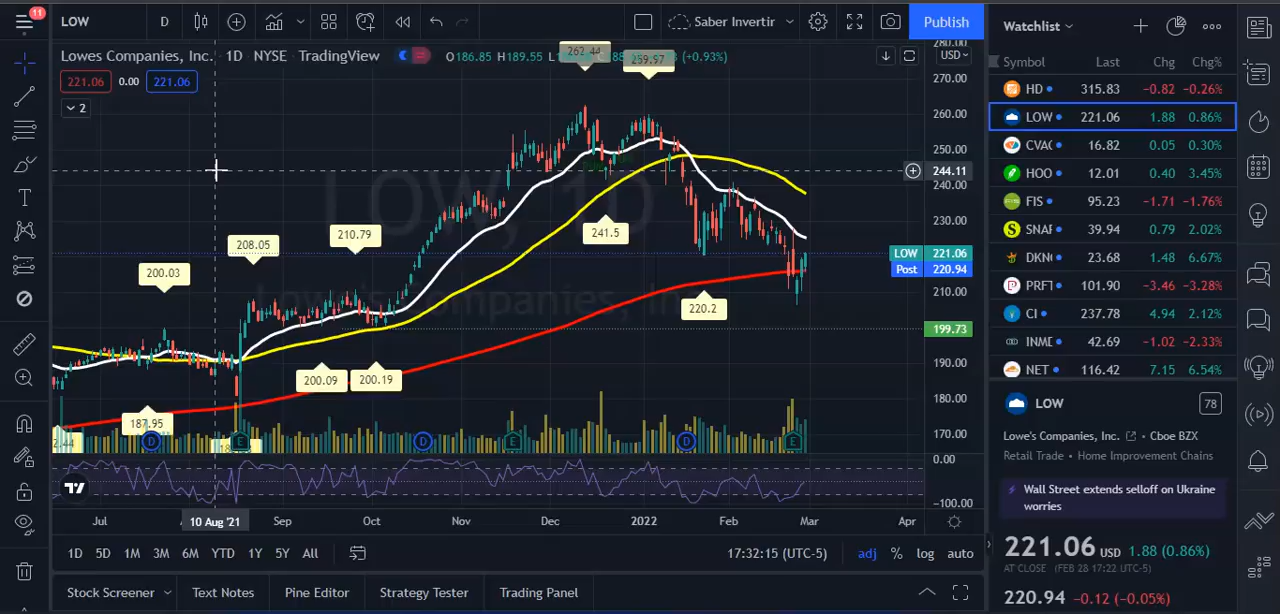 11
LOW
D
Saber Invertir
Publish
Lowes Companies, Inc. · 1D · NYSE · TradingView
O186.85 H189.55
(+0.93%)
USD
221.06 0.00 221.06
2
262.44
259.97
241.5
220.2
210.79
208.05
200.03
200.09
200.19
187.95
LOW, 1D
Lowe's Companies, Inc.
280.00
270.00
260.00
250.00
244.11
240.00
230.00
LOW 221.06
Post 220.94
210.00
199.73
190.00
180.00
170.00
0.00
−100.00
D
E
D
E
D
E
Jul 10 Aug '21 Sep Oct Nov Dec 2022 Feb Mar Apr
1D 5D 1M 3M 6M YTD 1Y 5Y All
17:32:15 (UTC-5) adj % log auto
Stock Screener Text Notes Pine Editor Strategy Tester Trading Panel
Watchlist
Symbol Last Chg Chg%
HD 315.83 −0.82 −0.26%
LOW 221.06 1.88 0.86%
CVAC 16.82 0.05 0.30%
HOO 12.01 0.40 3.45%
FIS 95.23 −1.71 −1.76%
SNAP 39.94 0.79 2.02%
DKNG 23.68 1.48 6.67%
PRFT 101.90 −3.46 −3.28%
CI 237.78 4.94 2.12%
INMD 42.69 −1.02 −2.33%
NET 116.42 7.15 6.54%
LOW
78
Lowe's Companies, Inc. • Cboe BZX
Retail Trade • Home Improvement Chains
Wall Street extends selloff on Ukraine
worries
221.06 USD 1.88 (0.86%)
AT CLOSE (FEB 28 17:22 UTC-5)
220.94 −0.12 (−0.05%)